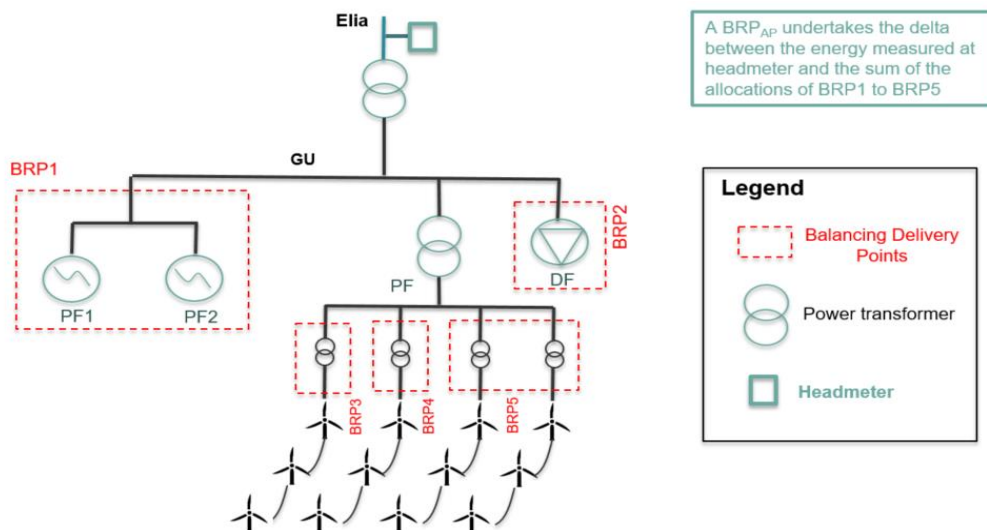 Elia
A BRPAP undertakes the delta
between the energy measured at
headmeter and the sum of the
allocations of BRP1 to BRP5
GU
BRP1
BRP2
PF1
PF2
PF
DF
BRP3
BRP4
BRP5
Legend
Balancing Delivery
Points
Power transformer
Headmeter